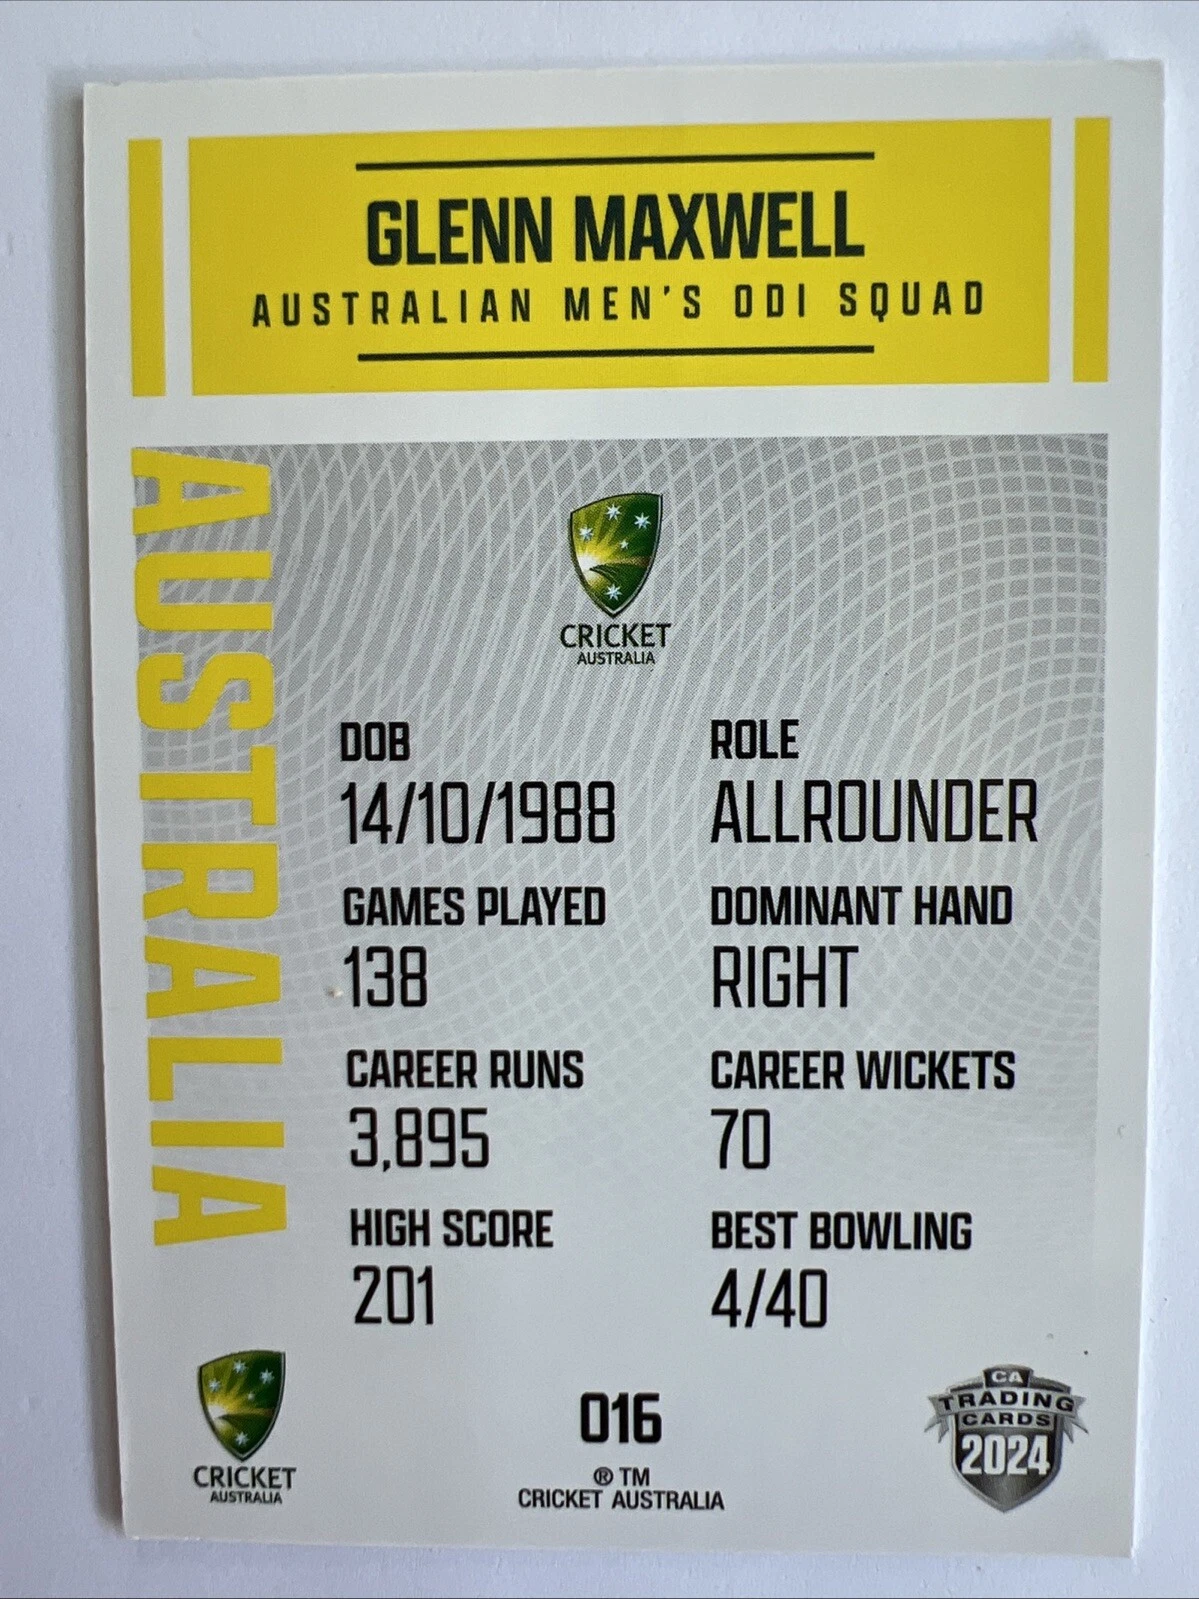 GLENN MAXWELL
AUSTRALIAN MEN'S ODI SQUAD
AUSTRALIA
CRICKET
AUSTRALIA
DOB
14/10/1988
ROLE
ALLROUNDER
GAMES PLAYED
138
DOMINANT HAND
RIGHT
CAREER RUNS
3,895
CAREER WICKETS
70
HIGH SCORE
201
BEST BOWLING
4/40
CRICKET
AUSTRALIA
016
® TM
CRICKET AUSTRALIA
CA
TRADING
CARDS
2024